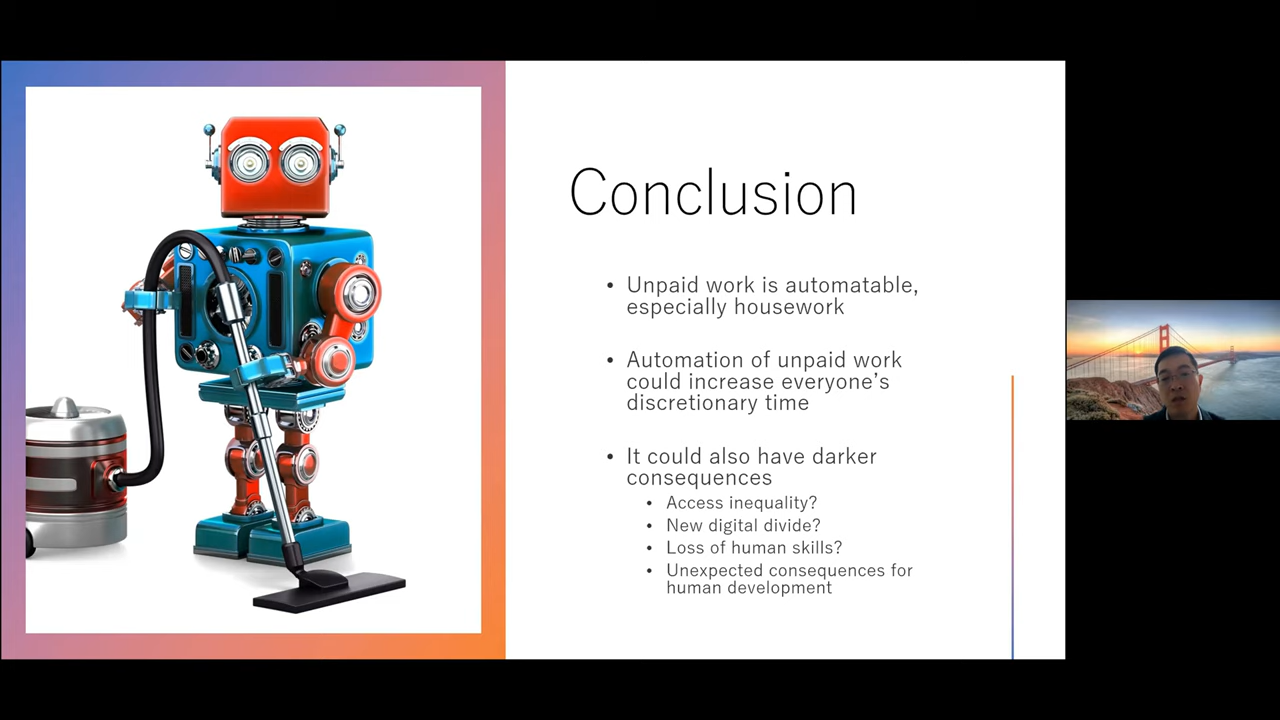 Conclusion
• Unpaid work is automatable,
especially housework
• Automation of unpaid work
could increase everyone’s
discretionary time
• It could also have darker
consequences
• Access inequality?
• New digital divide?
• Loss of human skills?
• Unexpected consequences for
human development